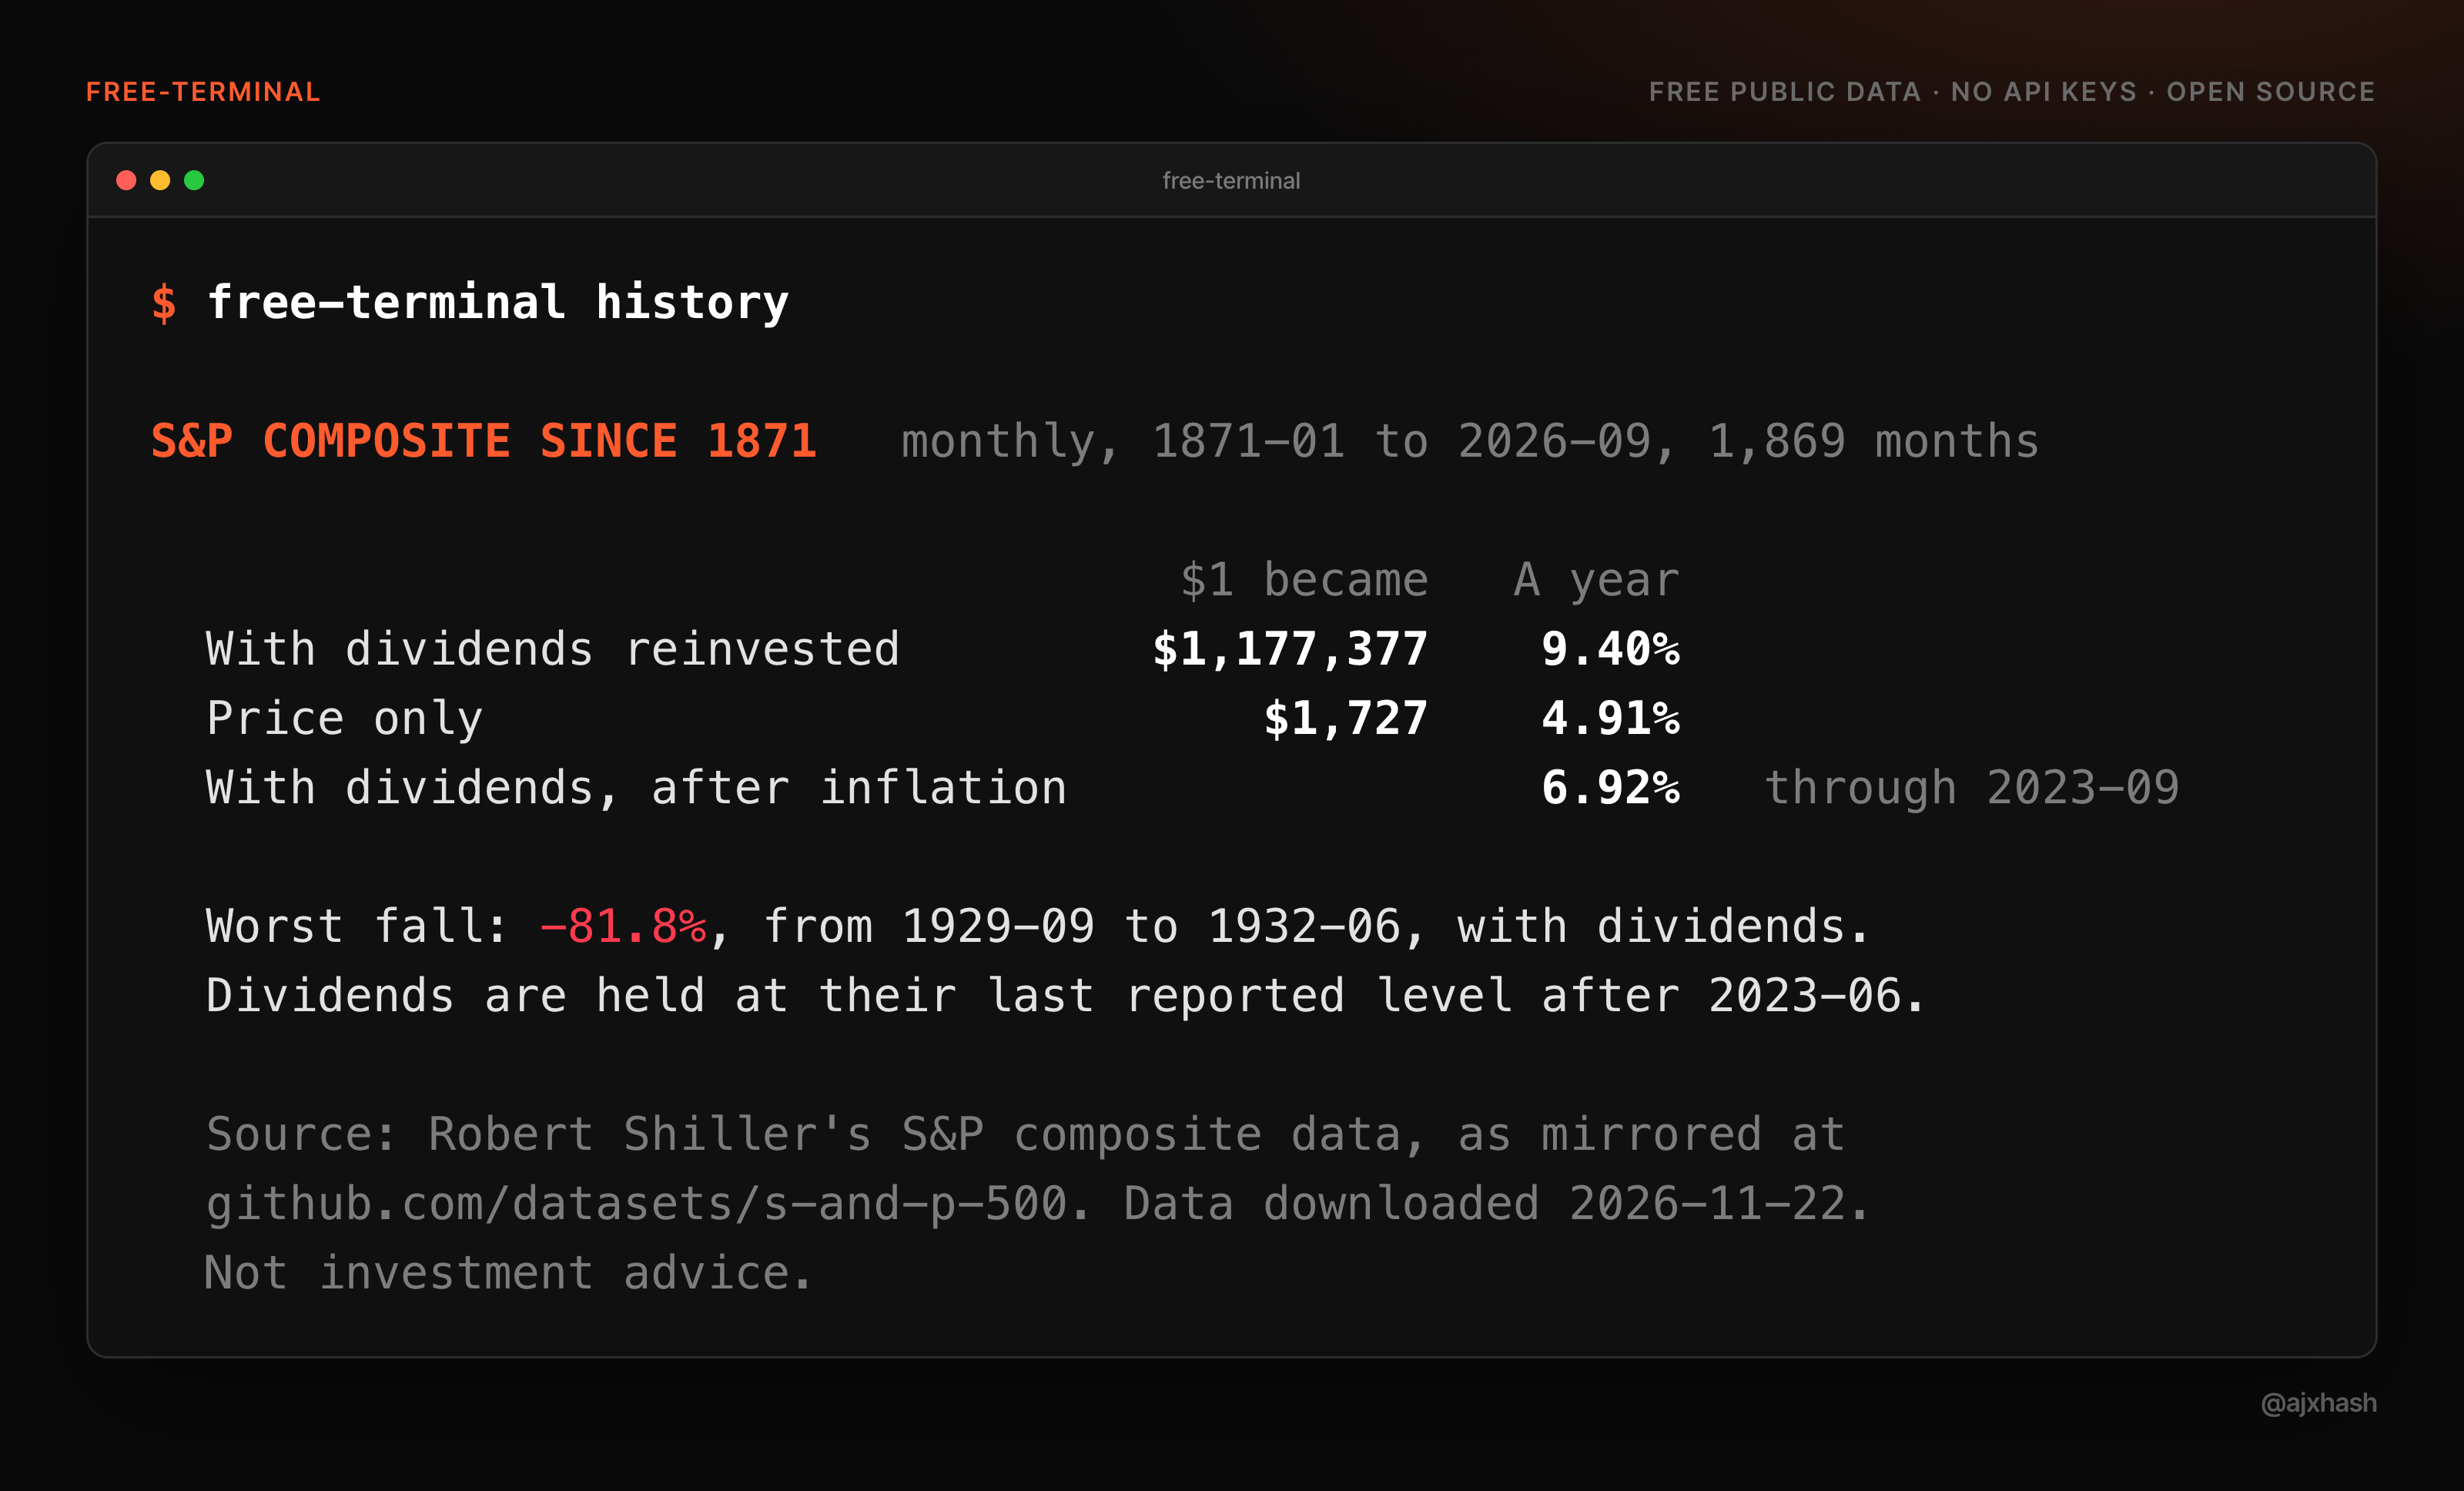 FREE-TERMINAL
FREE PUBLIC DATA · NO API KEYS · OPEN SOURCE
free-terminal
$ free-terminal history
S&P COMPOSITE SINCE 1871 monthly, 1871-01 to 2026-09, 1,869 months
$1 became A year
With dividends reinvested $1,177,377 9.40%
Price only $1,727 4.91%
With dividends, after inflation 6.92% through 2023-09
Worst fall: -81.8%, from 1929-09 to 1932-06, with dividends.
Dividends are held at their last reported level after 2023-06.
Source: Robert Shiller's S&P composite data, as mirrored at
github.com/datasets/s-and-p-500. Data downloaded 2026-11-22.
Not investment advice.
@ajxhash